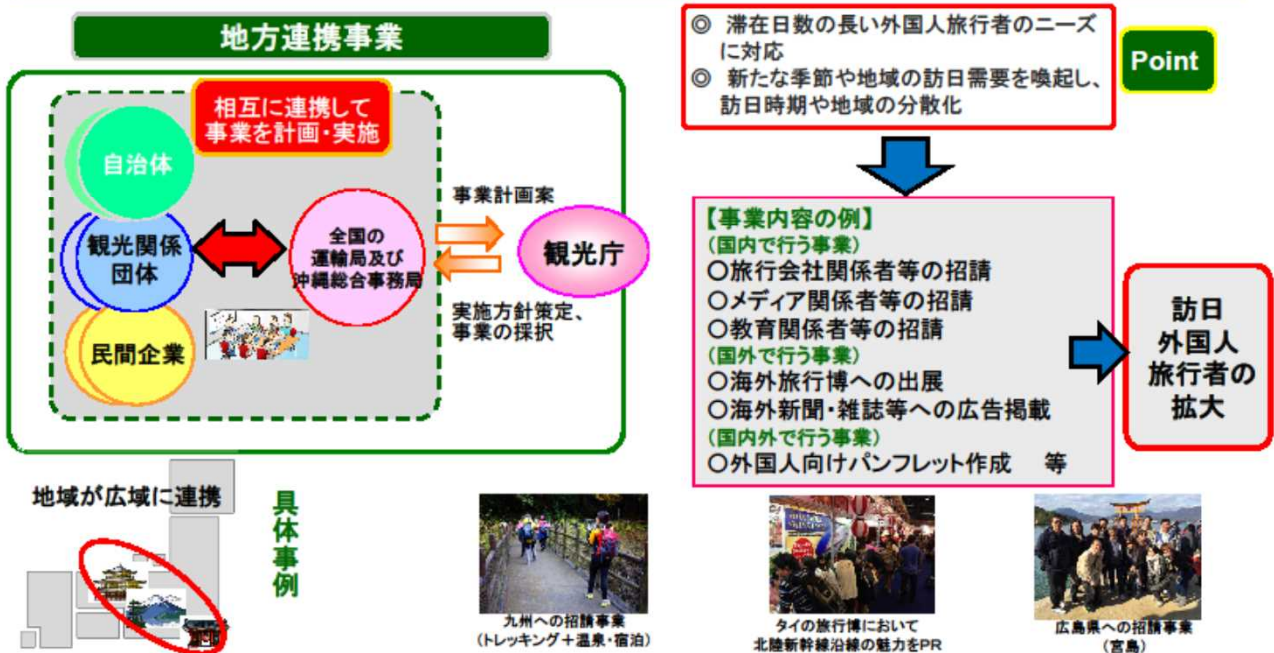 地方連携事業
相互に連携して
事業を計画・実施
自治体
観光関係
団体
民間企業
全国の
運輸局及び
沖縄総合事務局
事業計画案
観光庁
実施方針策定、
事業の採択
◎ 滞在日数の長い外国人旅行者のニーズ
に対応
◎ 新たな季節や地域の訪日需要を喚起し、
訪日時期や地域の分散化
Point
【事業内容の例】
(国内で行う事業)
○旅行会社関係者等の招請
○メディア関係者等の招請
○教育関係者等の招請
(国外で行う事業)
○海外旅行博への出展
○海外新聞・雑誌等への広告掲載
(国内外で行う事業)
○外国人向けパンフレット作成 等
訪日
外国人
旅行者の
拡大
地域が広域に連携
具体事例
九州への招請事業
(トレッキング+温泉・宿泊)
タイの旅行博において
北陸新幹線沿線の魅力をPR
広島県への招請事業
(宮島)